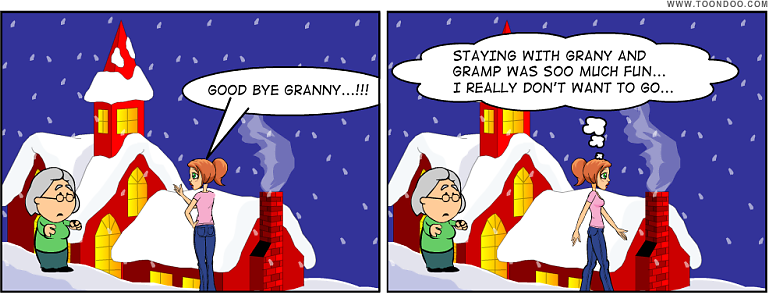 WWW.TOONDOO.COM
GOOD BYE GRANNY...!!!
STAYING WITH GRANY AND
GRAMP WAS SOO MUCH FUN...
I REALLY DON'T WANT TO GO...